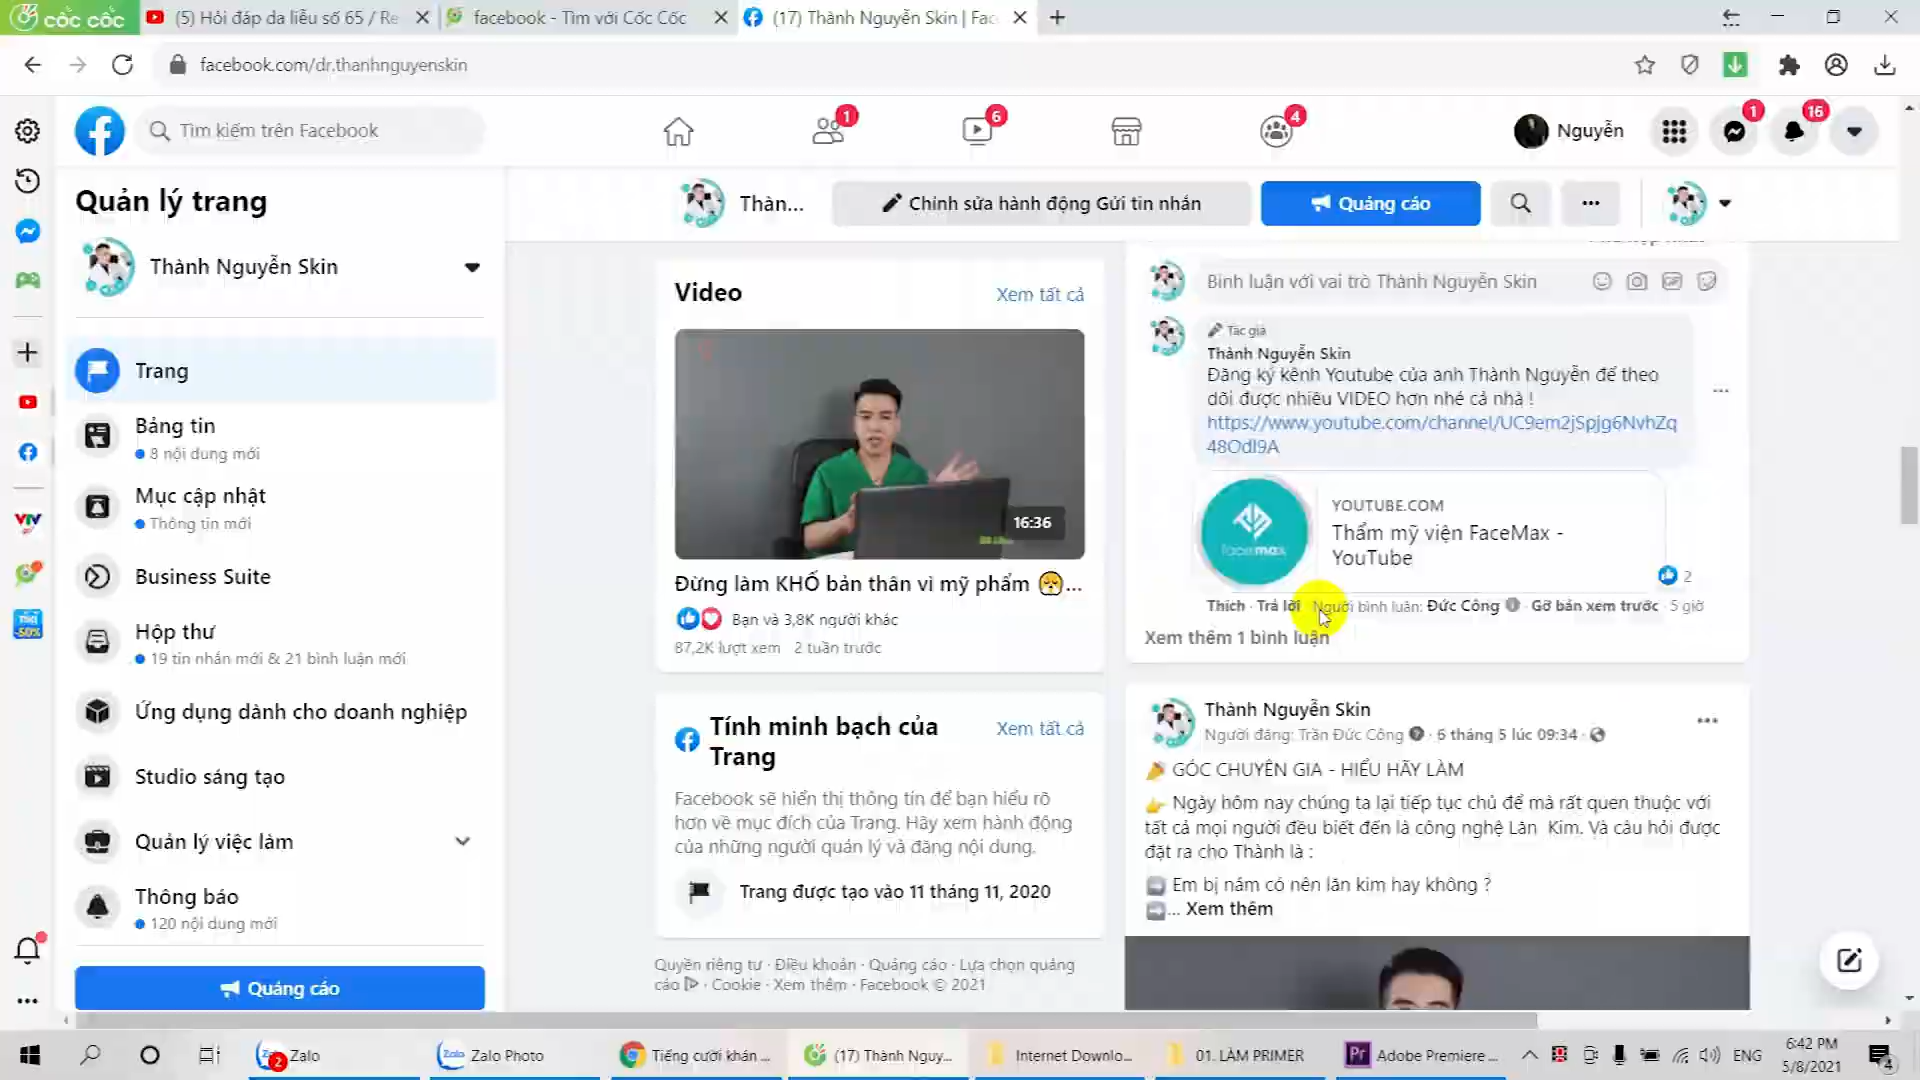 cốc cốc
(5) Hỏi đáp da liễu số 65 / Re
facebook - Tìm với Cốc Cốc
(17) Thành Nguyễn Skin | Fac
facebook.com/dr.thanhnguyenskin
Tìm kiếm trên Facebook
1
6
4
Nguyễn
1
16
Quản lý trang
Thành Nguyễn Skin
Thàn...
Chỉnh sửa hành động Gửi tin nhắn
Quảng cáo
Trang
Bảng tin
8 nội dung mới
Mục cập nhật
Thông tin mới
Business Suite
Hộp thư
19 tin nhắn mới & 21 bình luận mới
Ứng dụng dành cho doanh nghiệp
Studio sáng tạo
Quản lý việc làm
Thông báo
120 nội dung mới
Quảng cáo
Video
Xem tất cả
16:36
Đừng làm KHỔ bản thân vì mỹ phẩm 😔...
Bạn và 3,8K người khác
87,2K lượt xem 2 tuần trước
Tính minh bạch của
Trang
Xem tất cả
Facebook sẽ hiển thị thông tin để bạn hiểu rõ
hơn về mục đích của Trang. Hãy xem hành động
của những người quản lý và đăng nội dung.
Trang được tạo vào 11 tháng 11, 2020
Quyền riêng tư · Điều khoản · Quảng cáo · Lựa chọn quảng
cáo · Cookie · Xem thêm · Facebook © 2021
Bình luận với vai trò Thành Nguyễn Skin
Tác giả
Thành Nguyễn Skin
Đăng ký kênh Youtube của anh Thành Nguyễn để theo
dõi được nhiều VIDEO hơn nhé cả nhà !
https://www.youtube.com/channel/UC9em2jSpJg6NvhZq
48OdI9A
facemax
YOUTUBE.COM
Thẩm mỹ viện FaceMax -
YouTube
2
Thích · Trả lời · Người bình luận: Đức Công · Gỡ bản xem trước · 5 giờ
Xem thêm 1 bình luận
Thành Nguyễn Skin
Người đăng: Trần Đức Công · 6 tháng 5 lúc 09:34 ·
🎉 GÓC CHUYÊN GIA - HIỂU HÃY LÀM
👉 Ngày hôm nay chúng ta lại tiếp tục chủ đề mà rất quen thuộc với
tất cả mọi người đều biết đến là công nghệ Lăn Kim. Và câu hỏi được
đặt ra cho Thành là :
➡️ Em bị nám có nên lăn kim hay không ?
➡️... Xem thêm
VTV
2
Zalo
Zalo Photo
Tiếng cười khán ...
(17) Thành Nguy...
Internet Downlo...
01. LÀM PRIMER
Adobe Premiere ...
ENG
6:42 PM
5/8/2021
4